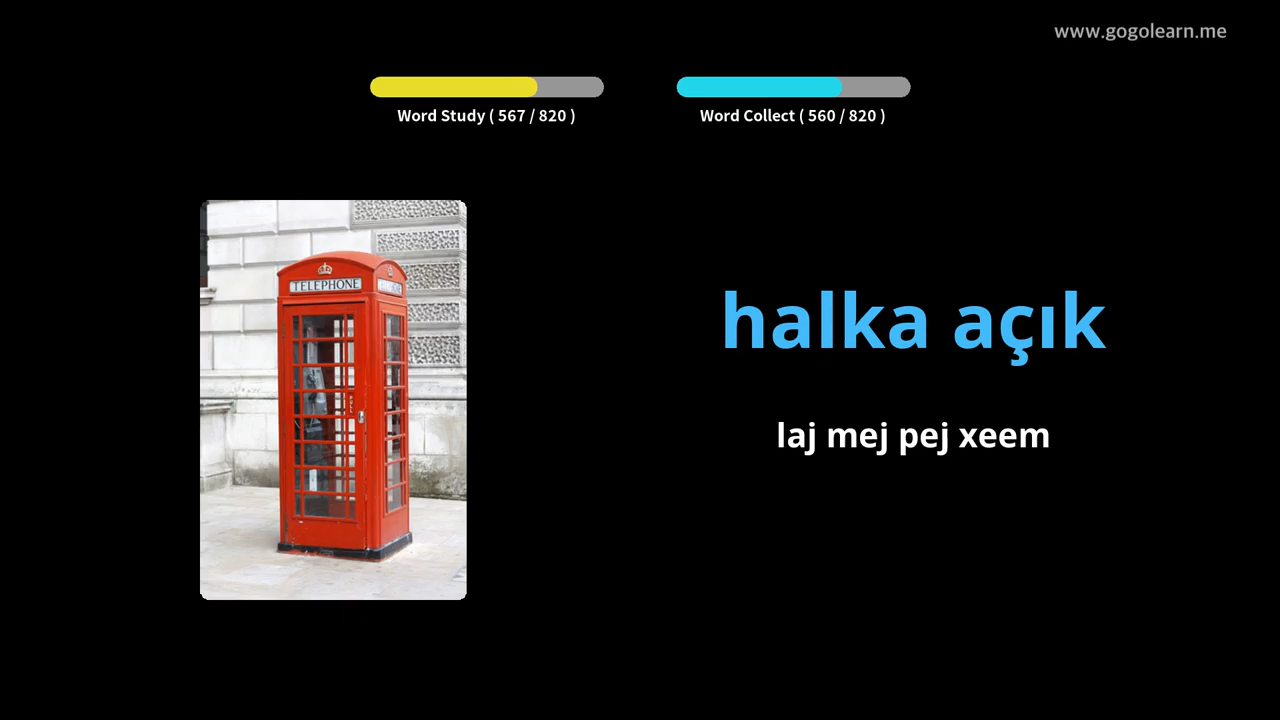 www.gogolearn.me
Word Study ( 567 / 820 )
Word Collect ( 560 / 820 )
TELEPHONE
halka açık
laj mej pej xeem